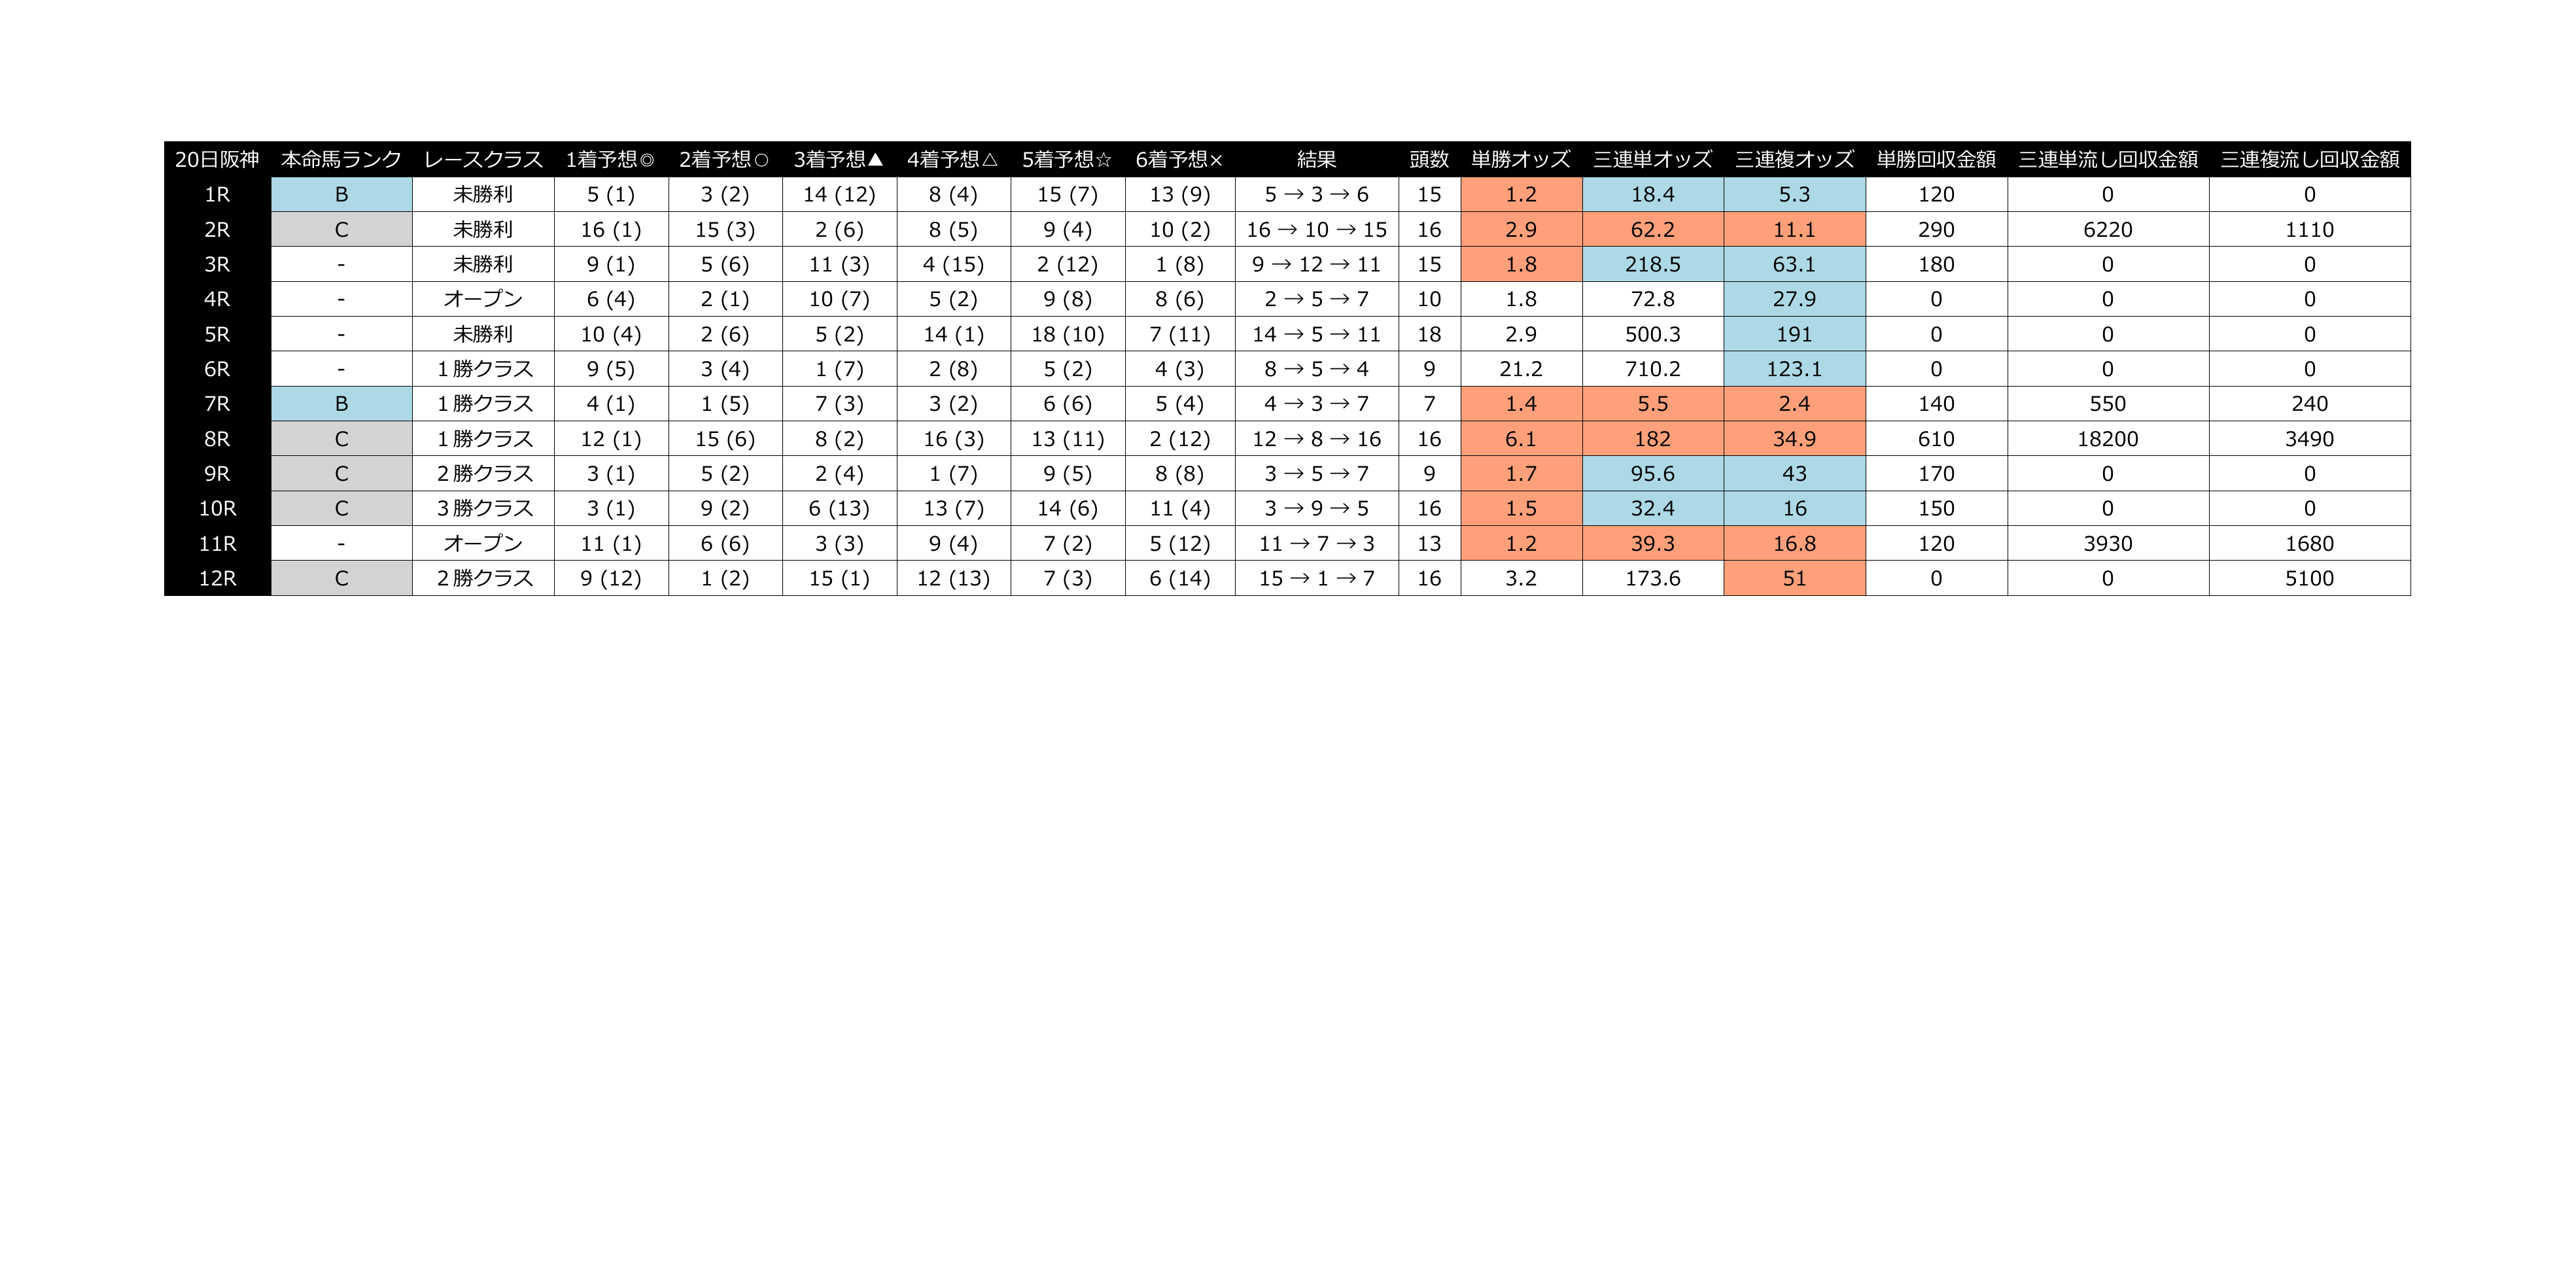 20日阪神 本命馬ランク レースクラス 1着予想◎ 2着予想○ 3着予想▲ 4着予想△ 5着予想☆ 6着予想× 結果 頭数 単勝オッズ 三連単オッズ 三連複オッズ 単勝回収金額 三連単流し回収金額 三連複流し回収金額
1R B 未勝利 5 (1) 3 (2) 14 (12) 8 (4) 15 (7) 13 (9) 5 → 3 → 6 15 1.2 18.4 5.3 120 0 0
2R C 未勝利 16 (1) 15 (3) 2 (6) 8 (5) 9 (4) 10 (2) 16 → 10 → 15 16 2.9 62.2 11.1 290 6220 1110
3R - 未勝利 9 (1) 5 (6) 11 (3) 4 (15) 2 (12) 1 (8) 9 → 12 → 11 15 1.8 218.5 63.1 180 0 0
4R - オープン 6 (4) 2 (1) 10 (7) 5 (2) 9 (8) 8 (6) 2 → 5 → 7 10 1.8 72.8 27.9 0 0 0
5R - 未勝利 10 (4) 2 (6) 5 (2) 14 (1) 18 (10) 7 (11) 14 → 5 → 11 18 2.9 500.3 191 0 0 0
6R - １勝クラス 9 (5) 3 (4) 1 (7) 2 (8) 5 (2) 4 (3) 8 → 5 → 4 9 21.2 710.2 123.1 0 0 0
7R B １勝クラス 4 (1) 1 (5) 7 (3) 3 (2) 6 (6) 5 (4) 4 → 3 → 7 7 1.4 5.5 2.4 140 550 240
8R C １勝クラス 12 (1) 15 (6) 8 (2) 16 (3) 13 (11) 2 (12) 12 → 8 → 16 16 6.1 182 34.9 610 18200 3490
9R C ２勝クラス 3 (1) 5 (2) 2 (4) 1 (7) 9 (5) 8 (8) 3 → 5 → 7 9 1.7 95.6 43 170 0 0
10R C ３勝クラス 3 (1) 9 (2) 6 (13) 13 (7) 14 (6) 11 (4) 3 → 9 → 5 16 1.5 32.4 16 150 0 0
11R - オープン 11 (1) 6 (6) 3 (3) 9 (4) 7 (2) 5 (12) 11 → 7 → 3 13 1.2 39.3 16.8 120 3930 1680
12R C ２勝クラス 9 (12) 1 (2) 15 (1) 12 (13) 7 (3) 6 (14) 15 → 1 → 7 16 3.2 173.6 51 0 0 5100